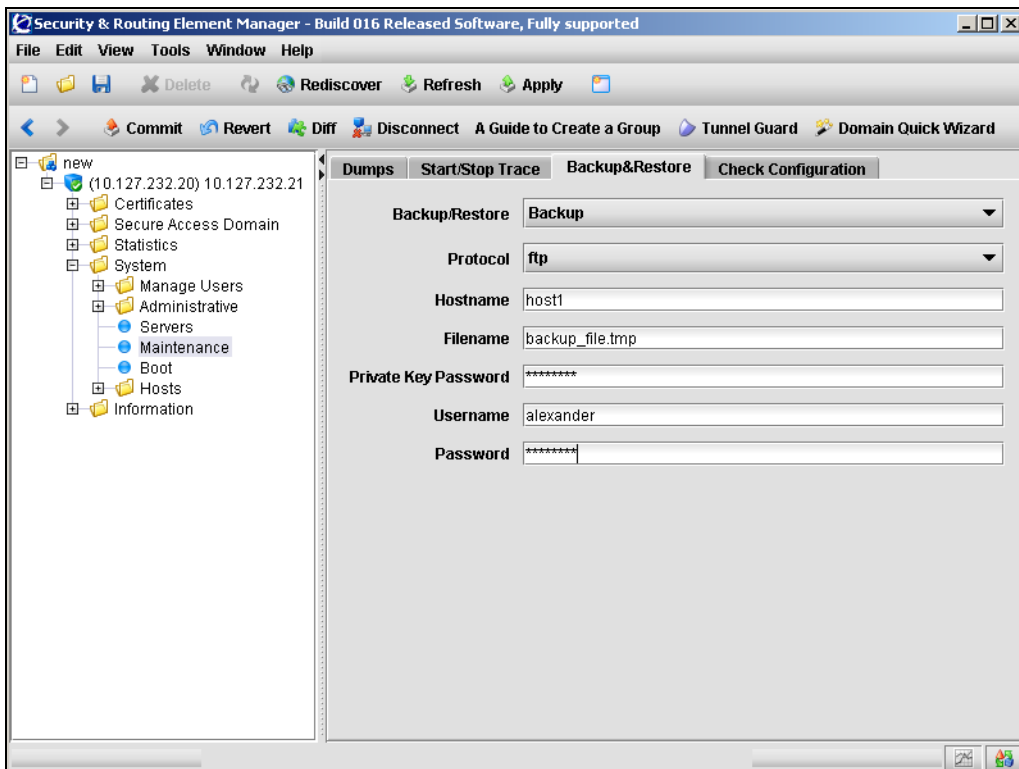 Security & Routing Element Manager - Build 016 Released Software, Fully supported
File Edit View Tools Window Help
Delete Rediscover Refresh Apply
Commit Revert Diff Disconnect A Guide to Create a Group Tunnel Guard Domain Quick Wizard
new
(10.127.232.20) 10.127.232.21
Certificates
Secure Access Domain
Statistics
System
Manage Users
Administrative
Servers
Maintenance
Boot
Hosts
Information
Dumps Start/Stop Trace Backup&Restore Check Configuration
Backup/Restore Backup
Protocol ftp
Hostname host1
Filename backup_file.tmp
Private Key Password ********
Username alexander
Password ********